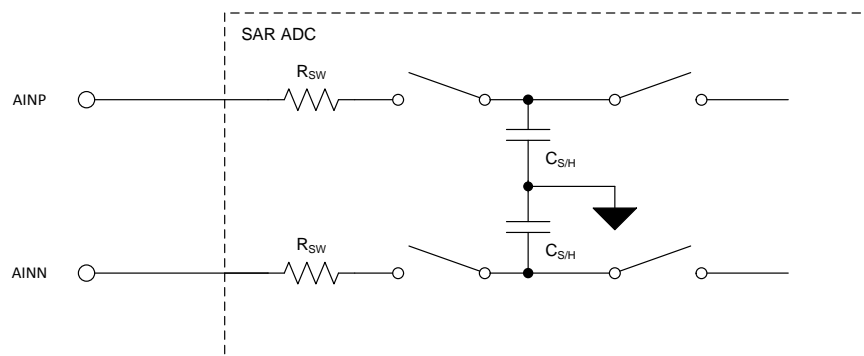 SAR ADC
RSW
AINP
CS/H
CS/H
RSW
AINN